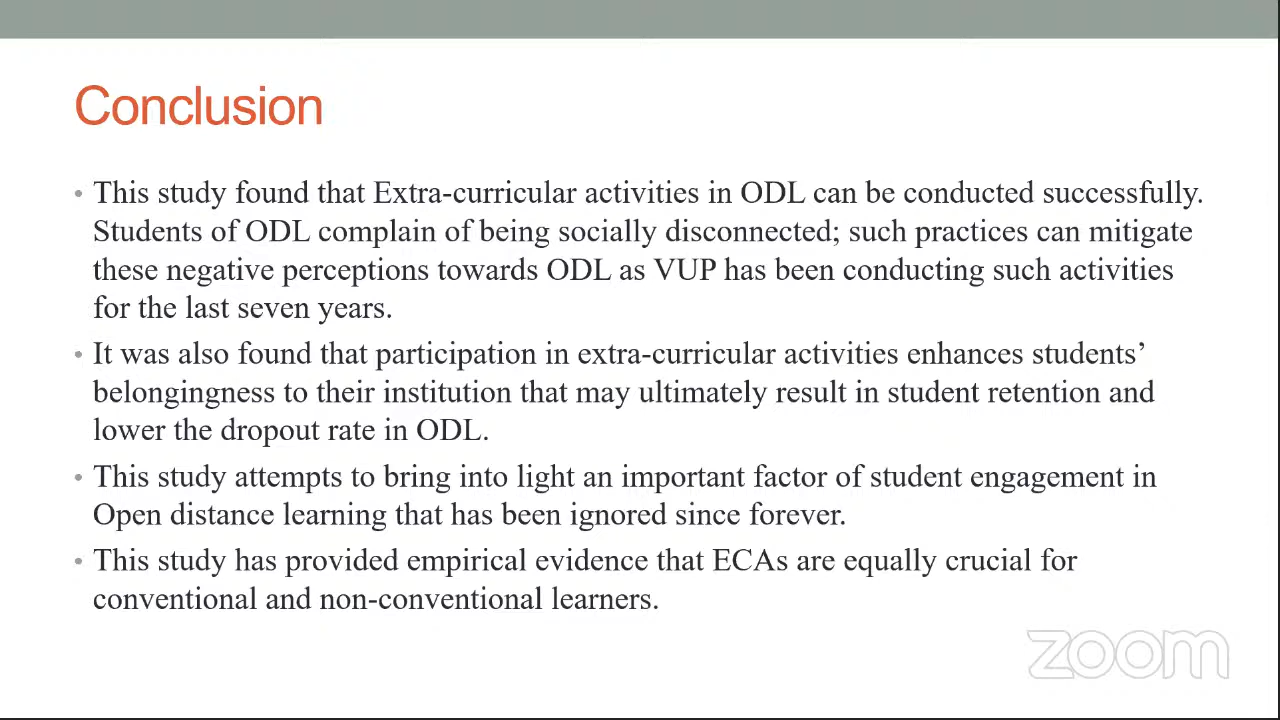 Conclusion
• This study found that Extra-curricular activities in ODL can be conducted successfully.
Students of ODL complain of being socially disconnected; such practices can mitigate
these negative perceptions towards ODL as VUP has been conducting such activities
for the last seven years.
• It was also found that participation in extra-curricular activities enhances students’
belongingness to their institution that may ultimately result in student retention and
lower the dropout rate in ODL.
• This study attempts to bring into light an important factor of student engagement in
Open distance learning that has been ignored since forever.
• This study has provided empirical evidence that ECAs are equally crucial for
conventional and non-conventional learners.
zoom